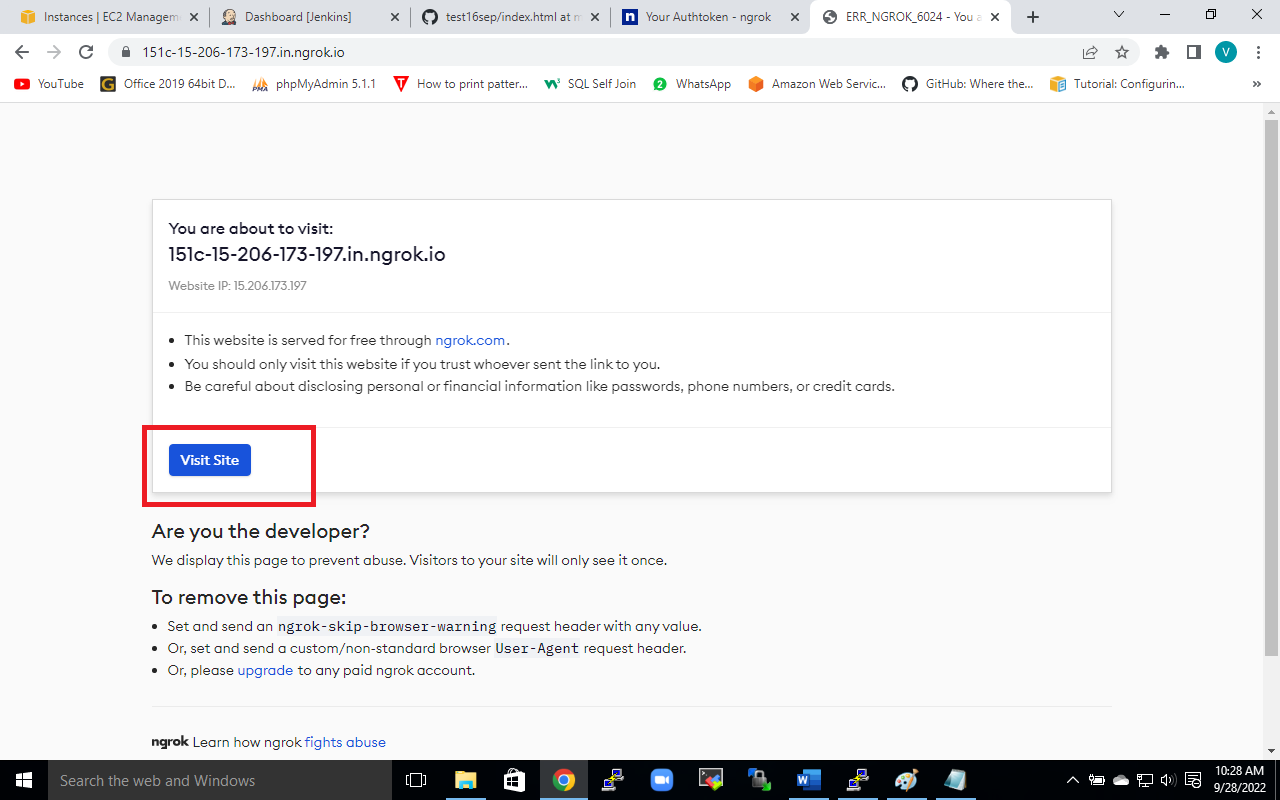 Instances | EC2 Managem
Dashboard [Jenkins]
test16sep/index.html at m
Your Authtoken - ngrok
ERR_NGROK_6024 - You a
151c-15-206-173-197.in.ngrok.io
V
YouTube
Office 2019 64bit D...
phpMyAdmin 5.1.1
How to print patter...
SQL Self Join
WhatsApp
Amazon Web Servic...
GitHub: Where the...
Tutorial: Configurin...
»
You are about to visit:
151c-15-206-173-197.in.ngrok.io
Website IP: 15.206.173.197
This website is served for free through ngrok.com.
You should only visit this website if you trust whoever sent the link to you.
Be careful about disclosing personal or financial information like passwords, phone numbers, or credit cards.
Visit Site
Are you the developer?
We display this page to prevent abuse. Visitors to your site will only see it once.
To remove this page:
Set and send an ngrok-skip-browser-warning request header with any value.
Or, set and send a custom/non-standard browser User-Agent request header.
Or, please upgrade to any paid ngrok account.
ngrok Learn how ngrok fights abuse
Search the web and Windows
10:28 AM
9/28/2022